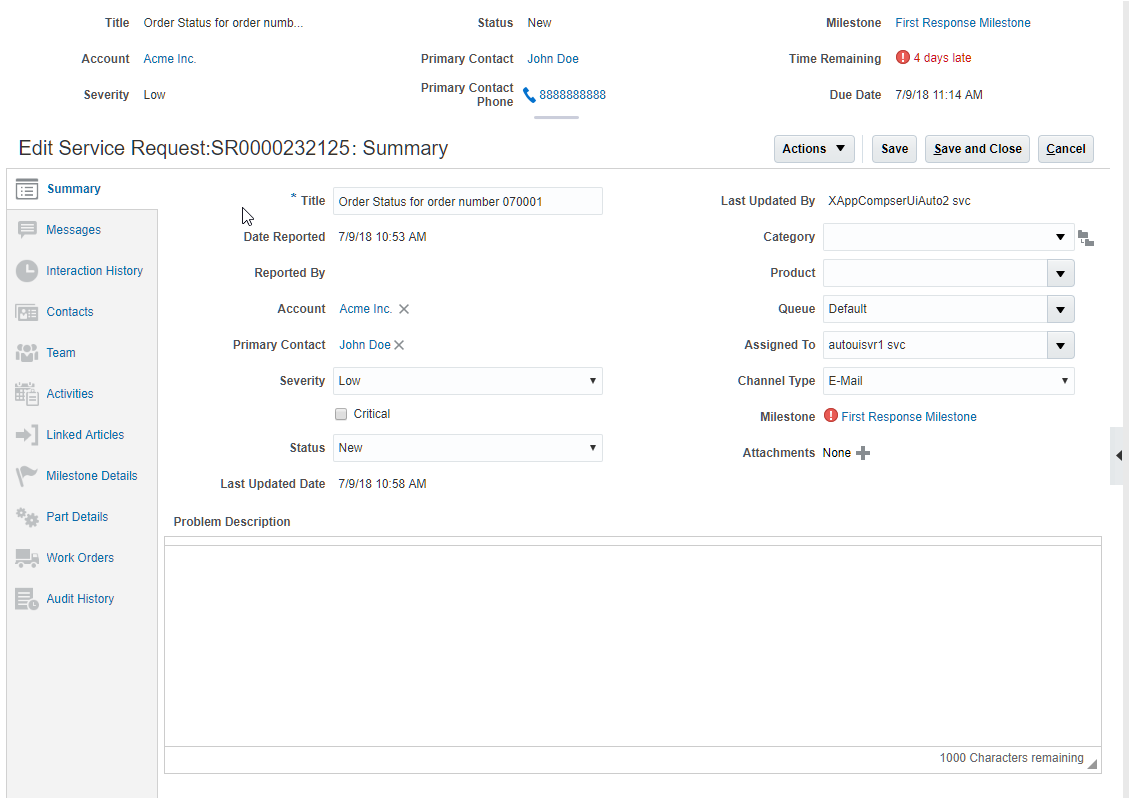 Title Order Status for order numb... Status New Milestone First Response Milestone
Account Acme Inc. Primary Contact John Doe Time Remaining 4 days late
Severity Low Primary Contact Phone 8888888888 Due Date 7/9/18 11:14 AM
Edit Service Request:SR0000232125: Summary Actions Save Save and Close Cancel
Summary
Messages
Interaction History
Contacts
Team
Activities
Linked Articles
Milestone Details
Part Details
Work Orders
Audit History
* Title Order Status for order number 070001
Date Reported 7/9/18 10:53 AM
Reported By
Account Acme Inc.
Primary Contact John Doe
Severity Low
Critical
Status New
Last Updated Date 7/9/18 10:58 AM
Last Updated By XAppCompserUiAuto2 svc
Category
Product
Queue Default
Assigned To autouisvr1 svc
Channel Type E-Mail
Milestone First Response Milestone
Attachments None
Problem Description
1000 Characters remaining